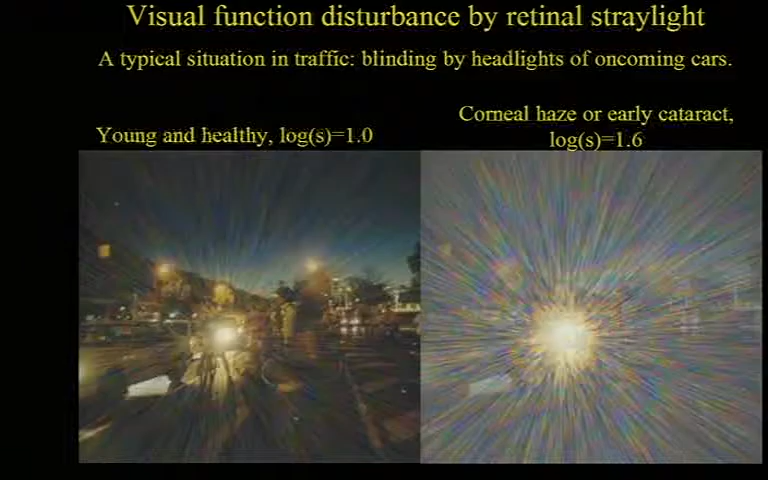 Visual function disturbance by retinal straylight
A typical situation in traffic: blinding by headlights of oncoming cars.
Young and healthy, log(s)=1.0
Corneal haze or early cataract,
log(s)=1.6